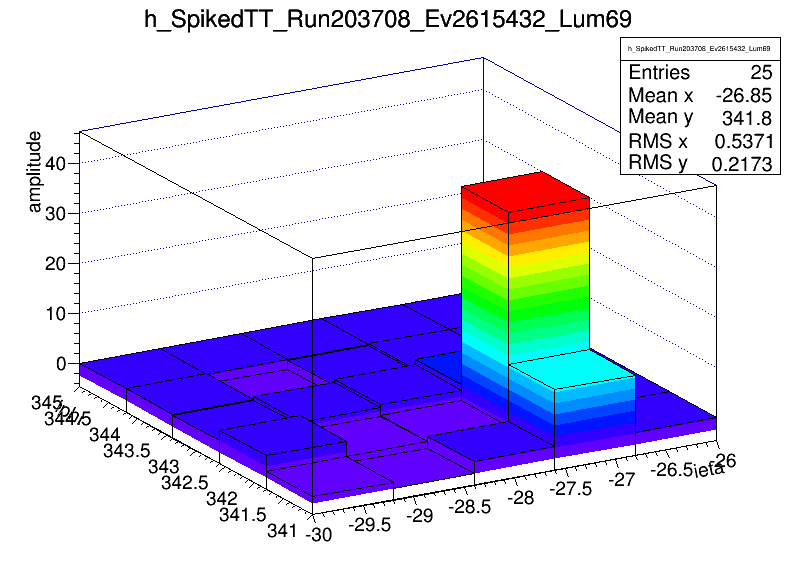 h_SpikedTT_Run203708_Ev2615432_Lum69
h_SpikedTT_Run203708_Ev2615432_Lum69
Entries 25
Mean x -26.85
Mean y 341.8
RMS x 0.5371
RMS y 0.2173
amplitude
40
30
20
10
0
345
344.5
344
343.5
343
342.5
342
341.5
341
-30
-29.5
-29
-28.5
-28
-27.5
-27
-26.5
-26
ieta